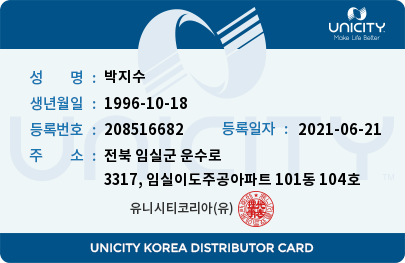 UNICITY
Make Life Better
성 명 : 박지수
생년월일 : 1996-10-18
등록번호 : 208516682 등록일자 : 2021-06-21
주 소 : 전북 임실군 운수로
3317, 임실이도주공아파트 101동 104호
유니시티코리아(유)
UNICITY
UNICITY KOREA DISTRIBUTOR CARD